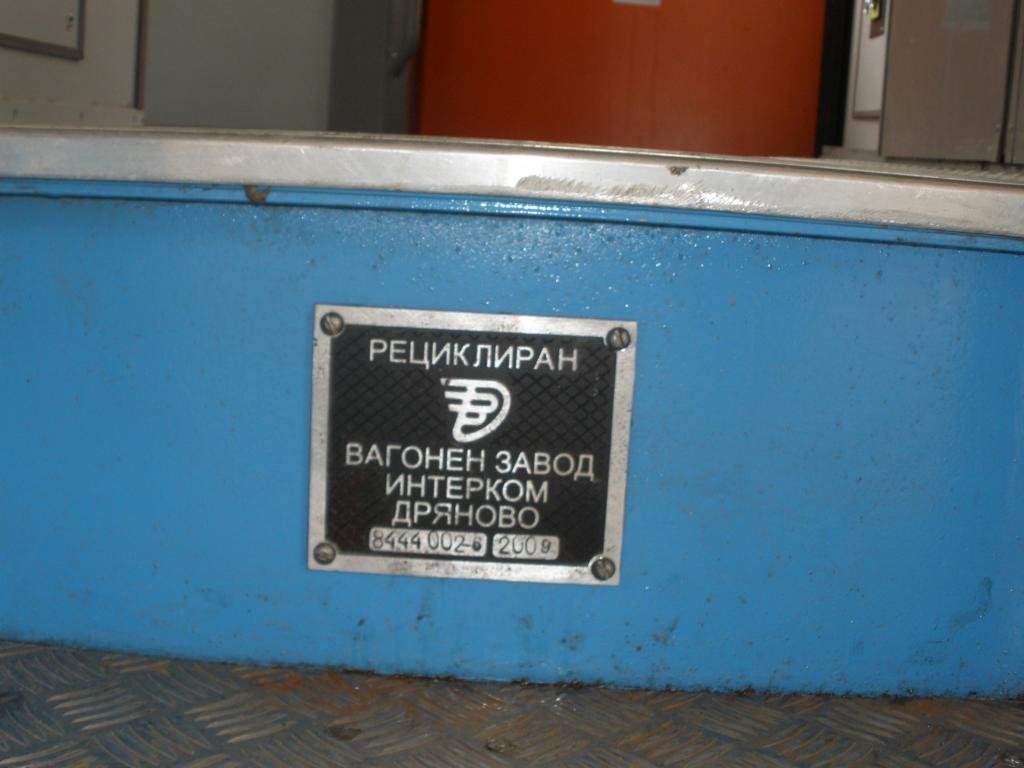 РЕЦИКЛИРАН
ВАГОНЕН ЗАВОД
ИНТЕРКОМ
ДРЯНОВО
8444 002-6 2009